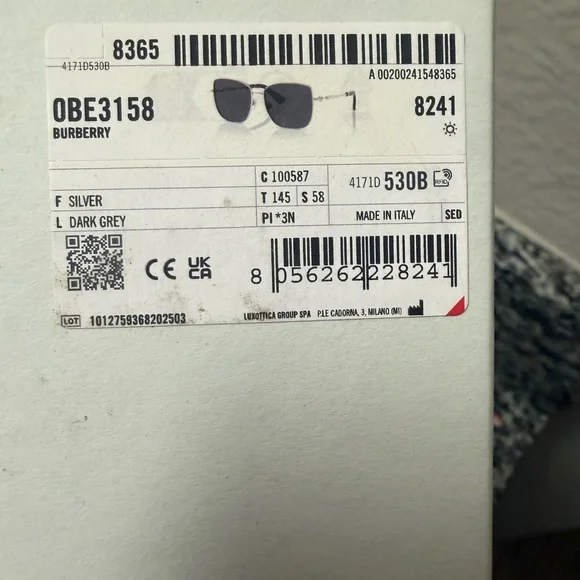 8365
4171D530B
A 00200241548365
0BE3158
8241
BURBERRY
C 100587
4171D 530B RFID
F SILVER
T 145 S 58
L DARK GREY
PI *3N
MADE IN ITALY
SED
CE UK CA
8 056262 228241
LOT 1012759368202503
LUXOTTICA GROUP SPA P.LE CADORNA, 3, MILANO (MI)